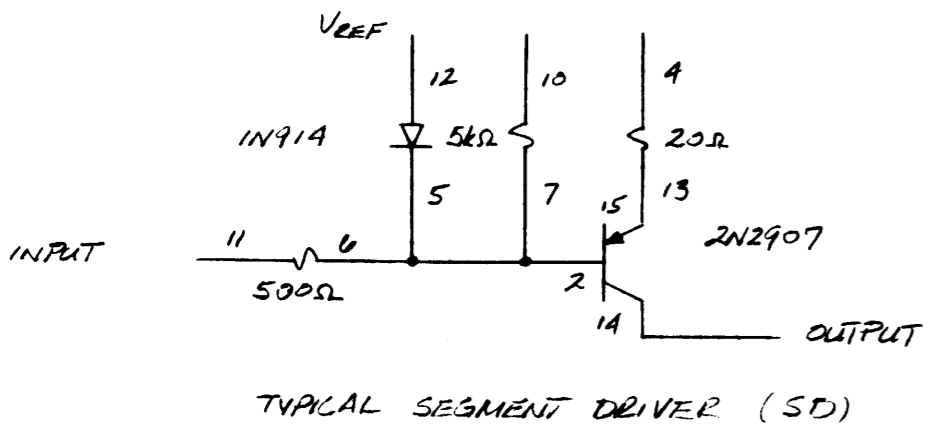 VREF
12 10 4
1N914 5kΩ 20Ω
5 7 13
15
INPUT 11 6 2N2907
500Ω 2
14
OUTPUT
TYPICAL SEGMENT DRIVER (SD)